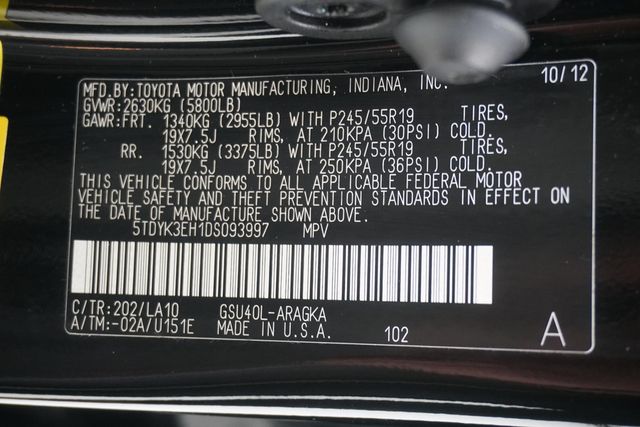 MFD.BY:TOYOTA MOTOR MANUFACTURING, INDIANA, INC. 10/12
GVWR:2630KG (5800LB)
GAWR:FRT. 1340KG (2955LB) WITH P245/55R19 TIRES,
19X7.5J RIMS, AT 210KPA (30PSI) COLD.
RR. 1530KG (3375LB) WITH P245/55R19 TIRES,
19X7.5J RIMS, AT 250KPA (36PSI) COLD.
THIS VEHICLE CONFORMS TO ALL APPLICABLE FEDERAL MOTOR
VEHICLE SAFETY AND THEFT PREVENTION STANDARDS IN EFFECT ON
THE DATE OF MANUFACTURE SHOWN ABOVE.
5TDYK3EH1DS093997 MPV
C/TR:202/LA10 GSU40L-ARAGKA
A/TM:-02A/U151E MADE IN U.S.A. 102 A